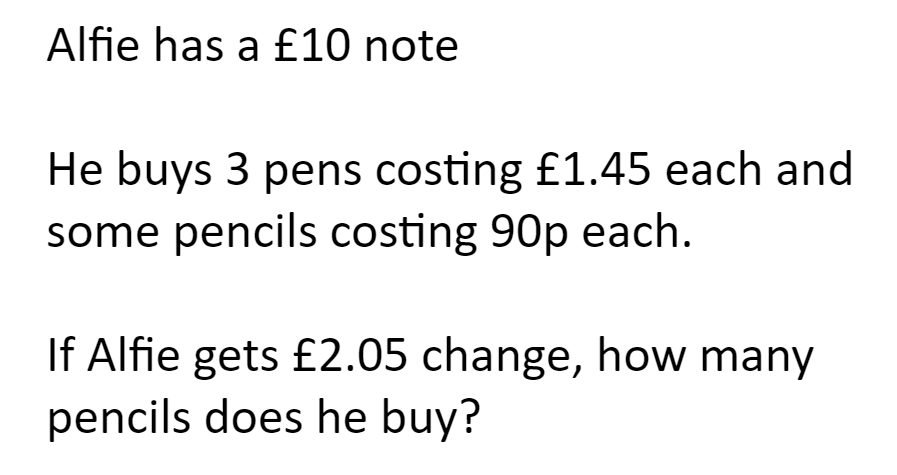 Alfie has a £10 note
He buys 3 pens costing £1.45 each and
some pencils costing 90p each.
If Alfie gets £2.05 change, how many
pencils does he buy?